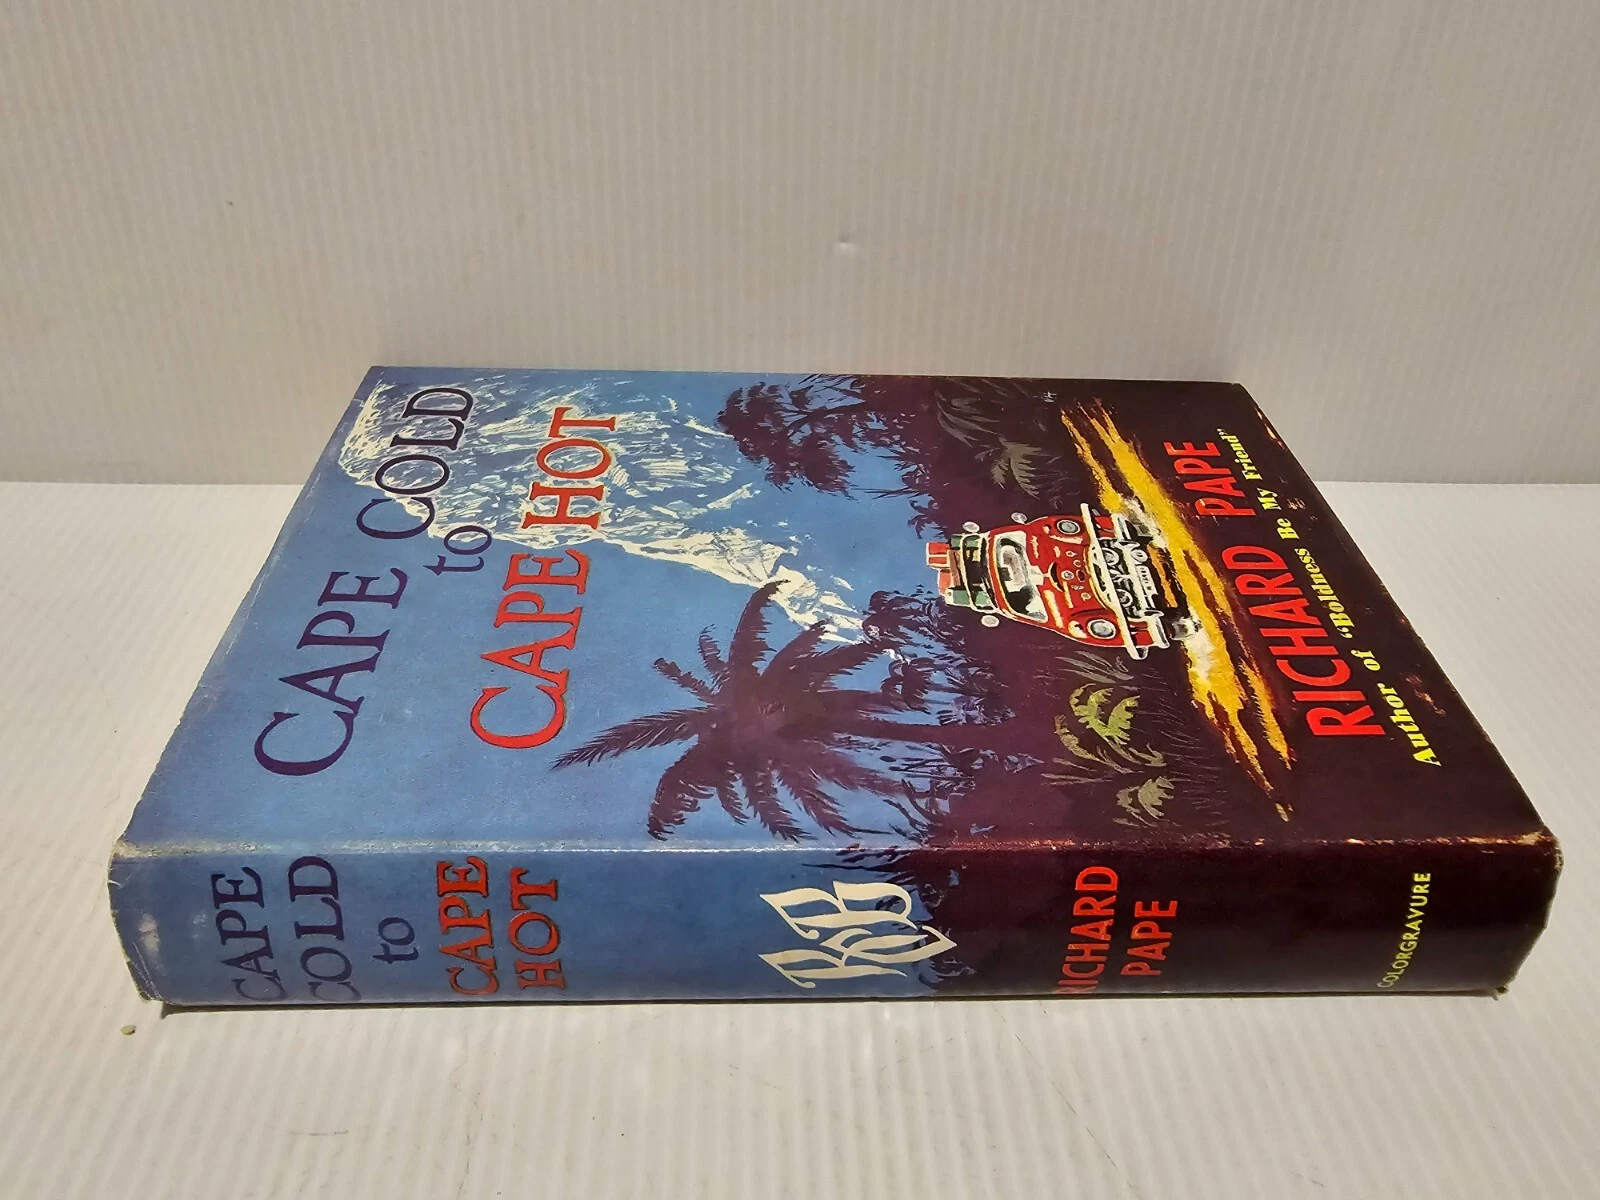 CAPE COLD
to
CAPE HOT
RICHARD PAPE
Author of "Boldness Be My Friend"
CAPE
COLD
to
CAPE
HOT
RICHARD
PAPE
COLORGRAVURE